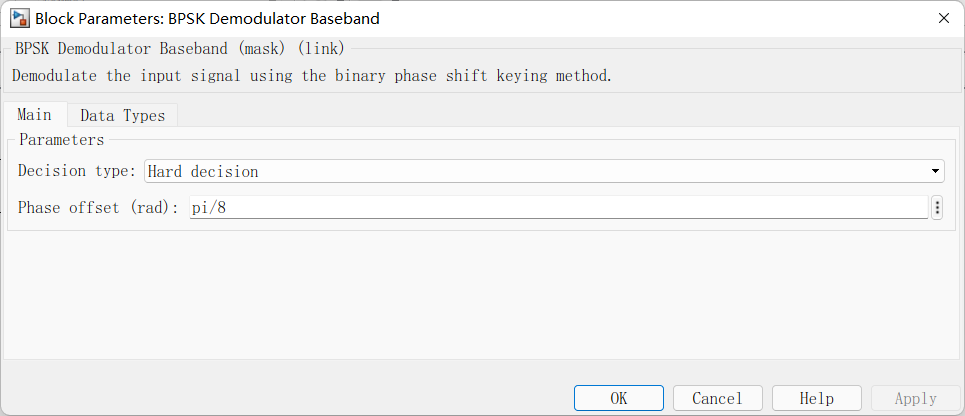 Block Parameters: BPSK Demodulator Baseband
BPSK Demodulator Baseband (mask) (link)
Demodulate the input signal using the binary phase shift keying method.
Main Data Types
Parameters
Decision type: Hard decision
Phase offset (rad): pi/8
OK Cancel Help Apply